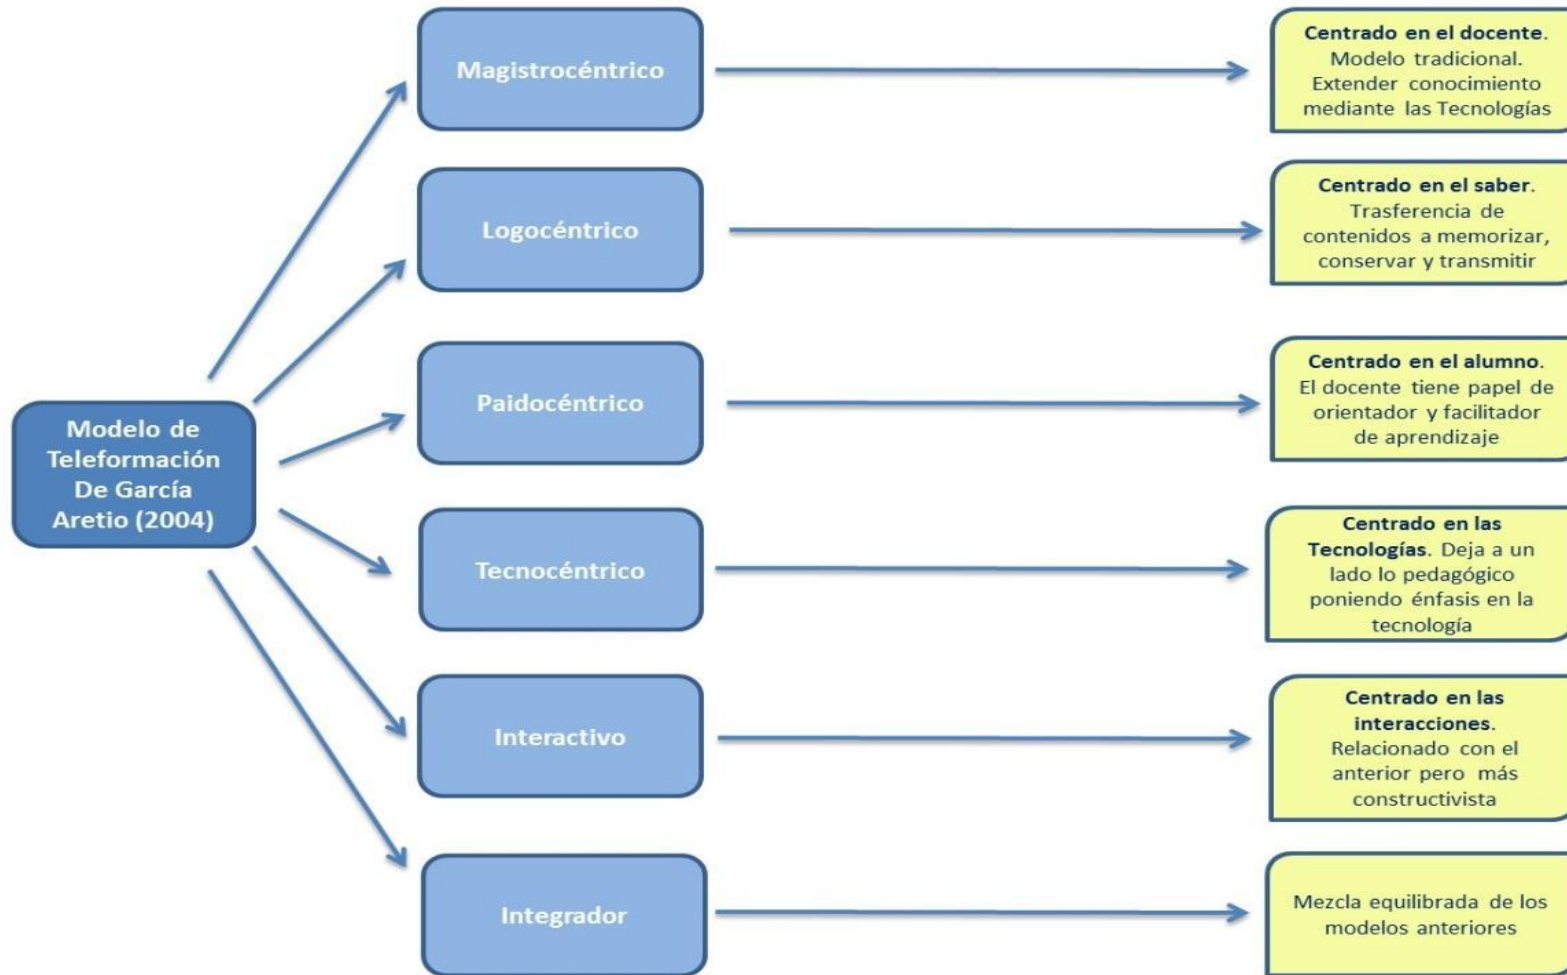 Modelo de
Teleformación
De García
Aretio (2004)
Magistrocéntrico
Centrado en el docente.
Modelo tradicional.
Extender conocimiento
mediante las Tecnologías
Logocéntrico
Centrado en el saber.
Trasferencia de
contenidos a memorizar,
conservar y transmitir
Paidocéntrico
Centrado en el alumno.
El docente tiene papel de
orientador y facilitador
de aprendizaje
Tecnocéntrico
Centrado en las
Tecnologías. Deja a un
lado lo pedagógico
poniendo énfasis en la
tecnología
Interactivo
Centrado en las
interacciones.
Relacionado con el
anterior pero más
constructivista
Integrador
Mezcla equilibrada de los
modelos anteriores